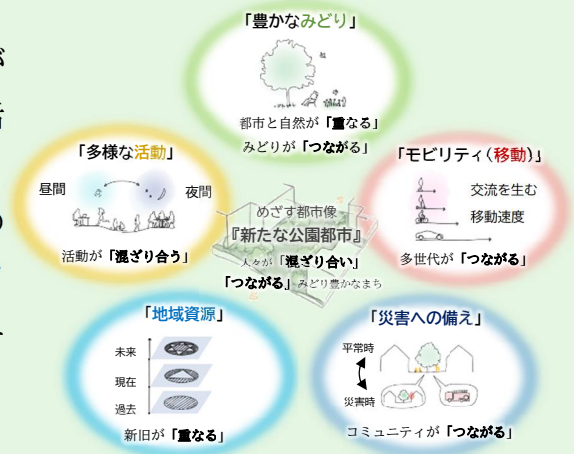 「豊かなみどり」
都市と自然が「重なる」
みどりが「つながる」
「多様な活動」
昼間
夜間
活動が「混ざり合う」
「モビリティ(移動)」
交流を生む
移動速度
多世代が「つながる」
めざす都市像
『新たな公園都市』
人々が「混ざり合い」
「つながる」みどり豊かなまち
「地域資源」
未来
現在
過去
新旧が「重なる」
「災害への備え」
平常時
災害時
コミュニティが「つながる」